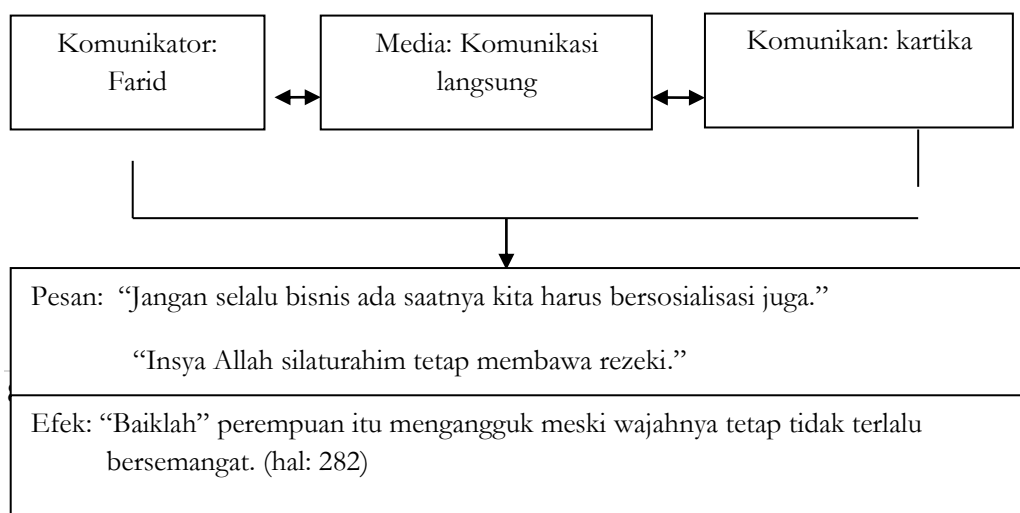 Komunikator:
Farid
Media: Komunikasi
langsung
Komunikan: kartika
Pesan: “Jangan selalu bisnis ada saatnya kita harus bersosialisasi juga.”
“Insya Allah silaturahim tetap membawa rezeki.”
Efek: “Baiklah” perempuan itu mengangguk meski wajahnya tetap tidak terlalu
bersemangat. (hal: 282)